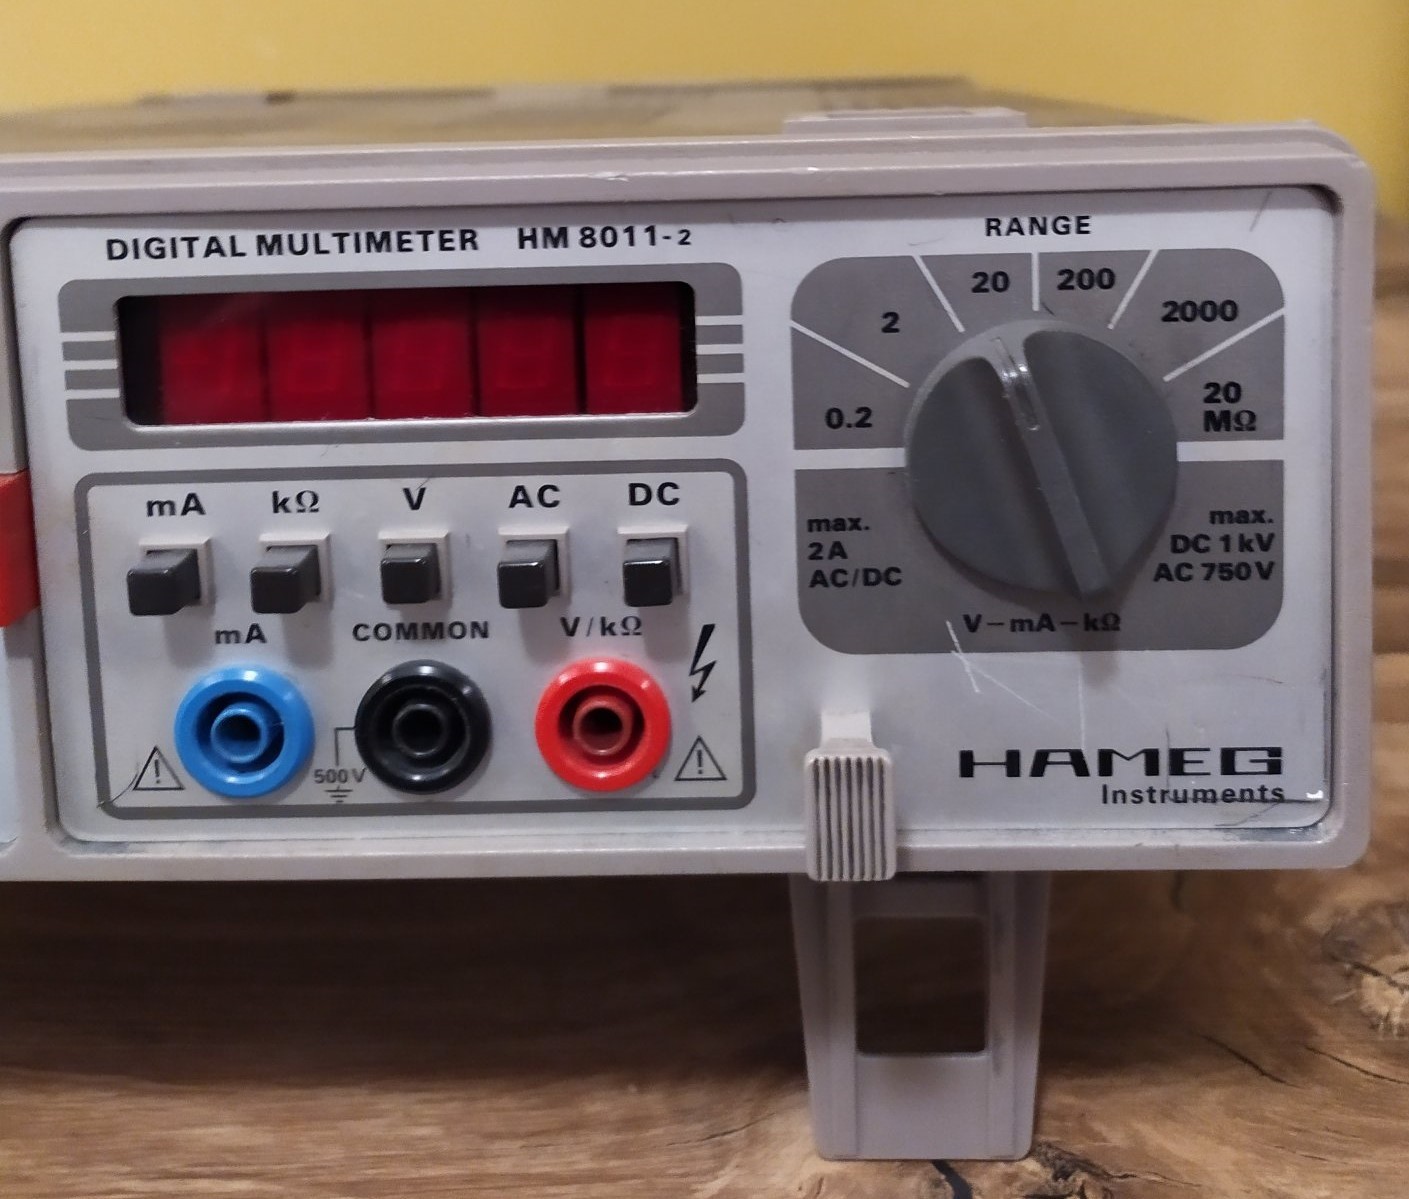 DIGITAL MULTIMETER HM 8011-2
RANGE
0.2
2
20
200
2000
20
MΩ
max.
2A
AC/DC
max.
DC 1kV
AC 750V
V-mA-kΩ
mA
kΩ
V
AC
DC
mA
COMMON
V/kΩ
500V
HAMEG
Instruments